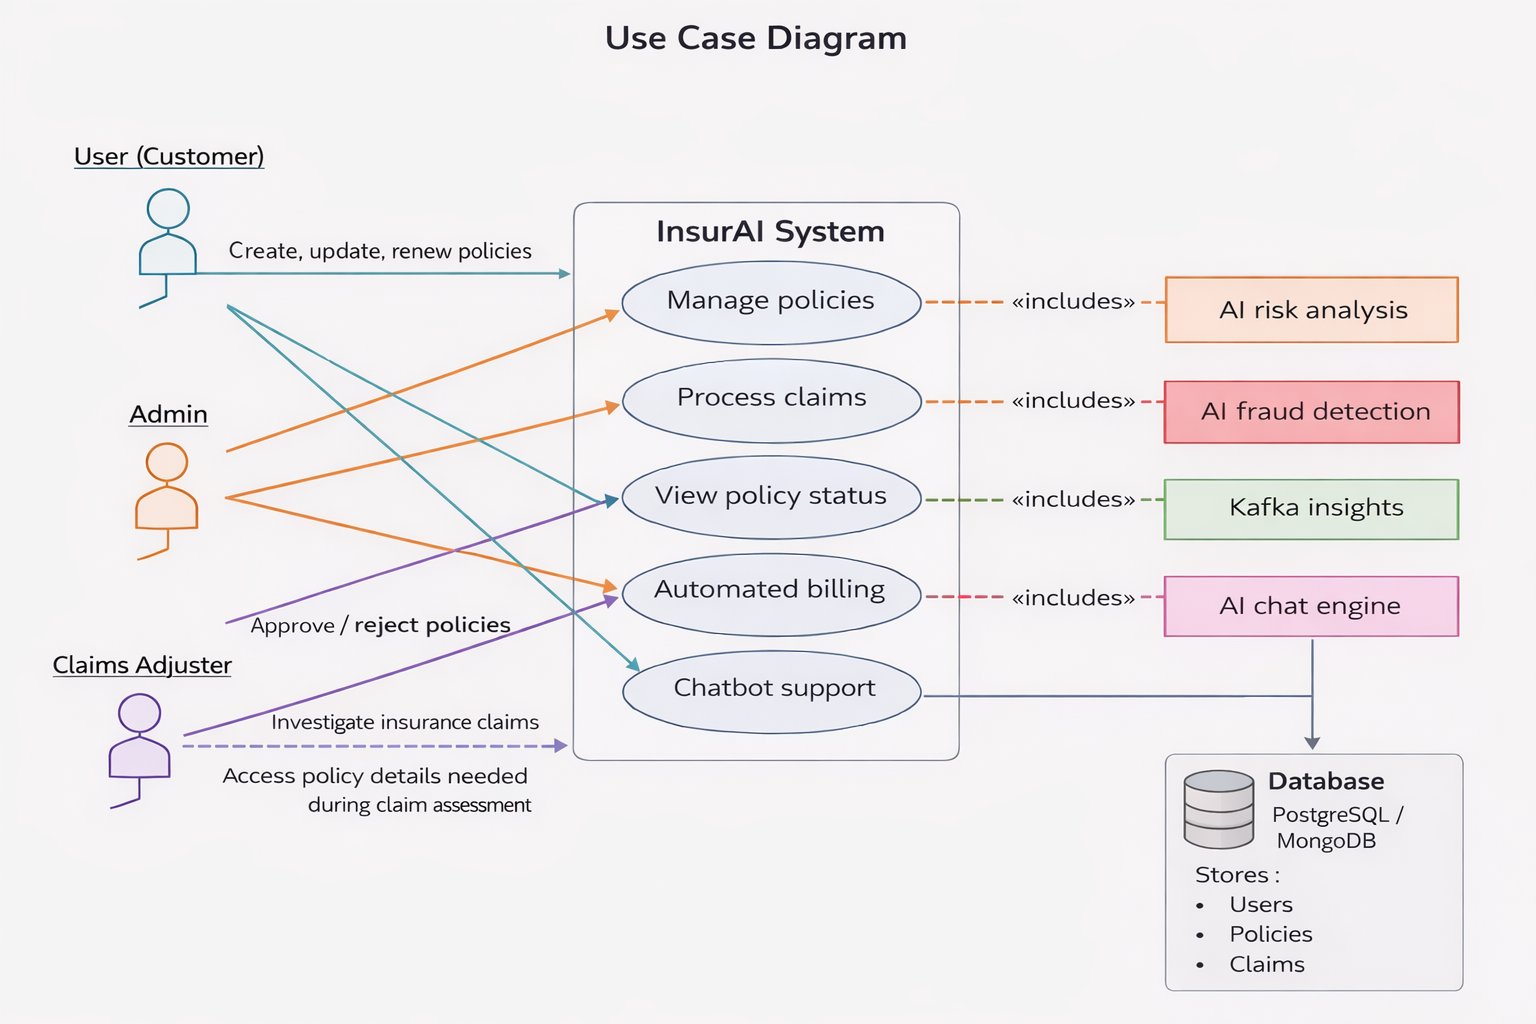 Use Case Diagram
User (Customer)
Create, update, renew policies
Admin
Approve / reject policies
Claims Adjuster
Investigate insurance claims
Access policy details needed
during claim assessment
InsurAI System
Manage policies
«includes»
AI risk analysis
Process claims
«includes»
AI fraud detection
View policy status
«includes»
Kafka insights
Automated billing
«includes»
AI chat engine
Chatbot support
Database
PostgreSQL /
MongoDB
Stores :
• Users
• Policies
• Claims